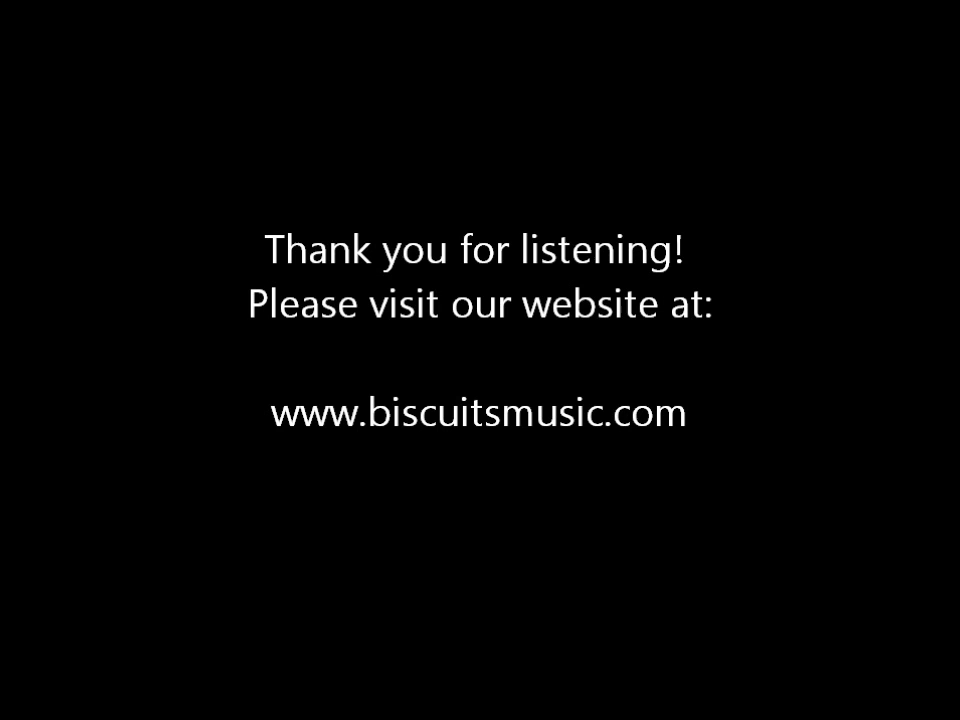 Thank you for listening!
Please visit our website at:
www.biscuitsmusic.com